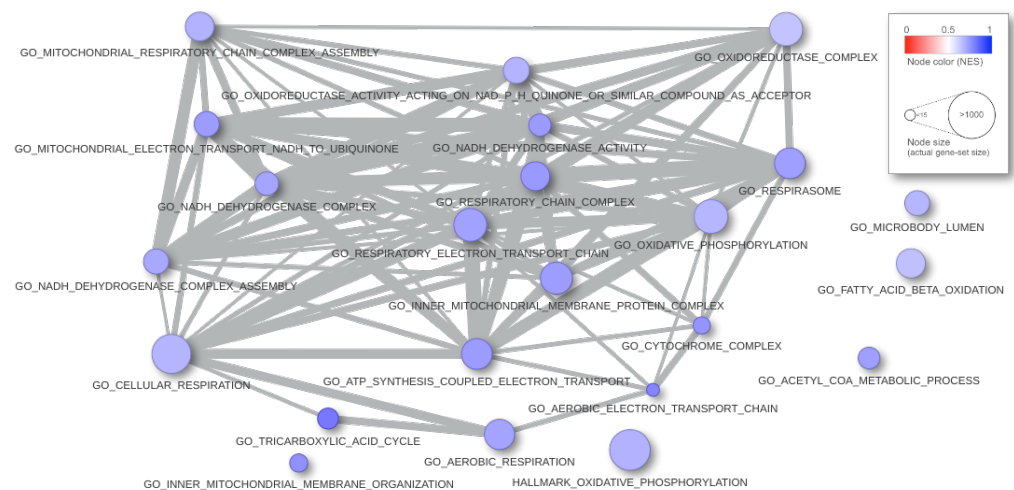 0 0.5 1
Node color (NES)
<15
>1000
Node size
(actual gene-set size)
GO_MITOCHONDRIAL_RESPIRATORY_CHAIN_COMPLEX_ASSEMBLY
GO_OXIDOREDUCTASE_COMPLEX
GO_OXIDOREDUCTASE_ACTIVITY_ACTING_ON_NAD_P_H_QUINONE_OR_SIMILAR_COMPOUND_AS_ACCEPTOR
GO_MITOCHONDRIAL_ELECTRON_TRANSPORT_NADH_TO_UBIQUINONE
GO_NADH_DEHYDROGENASE_ACTIVITY
GO_RESPIRASOME
GO_NADH_DEHYDROGENASE_COMPLEX
GO_RESPIRATORY_CHAIN_COMPLEX
GO_MICROBODY_LUMEN
GO_RESPIRATORY_ELECTRON_TRANSPORT_CHAIN
GO_OXIDATIVE_PHOSPHORYLATION
GO_NADH_DEHYDROGENASE_COMPLEX_ASSEMBLY
GO_FATTY_ACID_BETA_OXIDATION
GO_INNER_MITOCHONDRIAL_MEMBRANE_PROTEIN_COMPLEX
GO_CYTOCHROME_COMPLEX
GO_CELLULAR_RESPIRATION
GO_ATP_SYNTHESIS_COUPLED_ELECTRON_TRANSPORT
GO_ACETYL_COA_METABOLIC_PROCESS
GO_AEROBIC_ELECTRON_TRANSPORT_CHAIN
GO_TRICARBOXYLIC_ACID_CYCLE
GO_AEROBIC_RESPIRATION
GO_INNER_MITOCHONDRIAL_MEMBRANE_ORGANIZATION
HALLMARK_OXIDATIVE_PHOSPHORYLATION